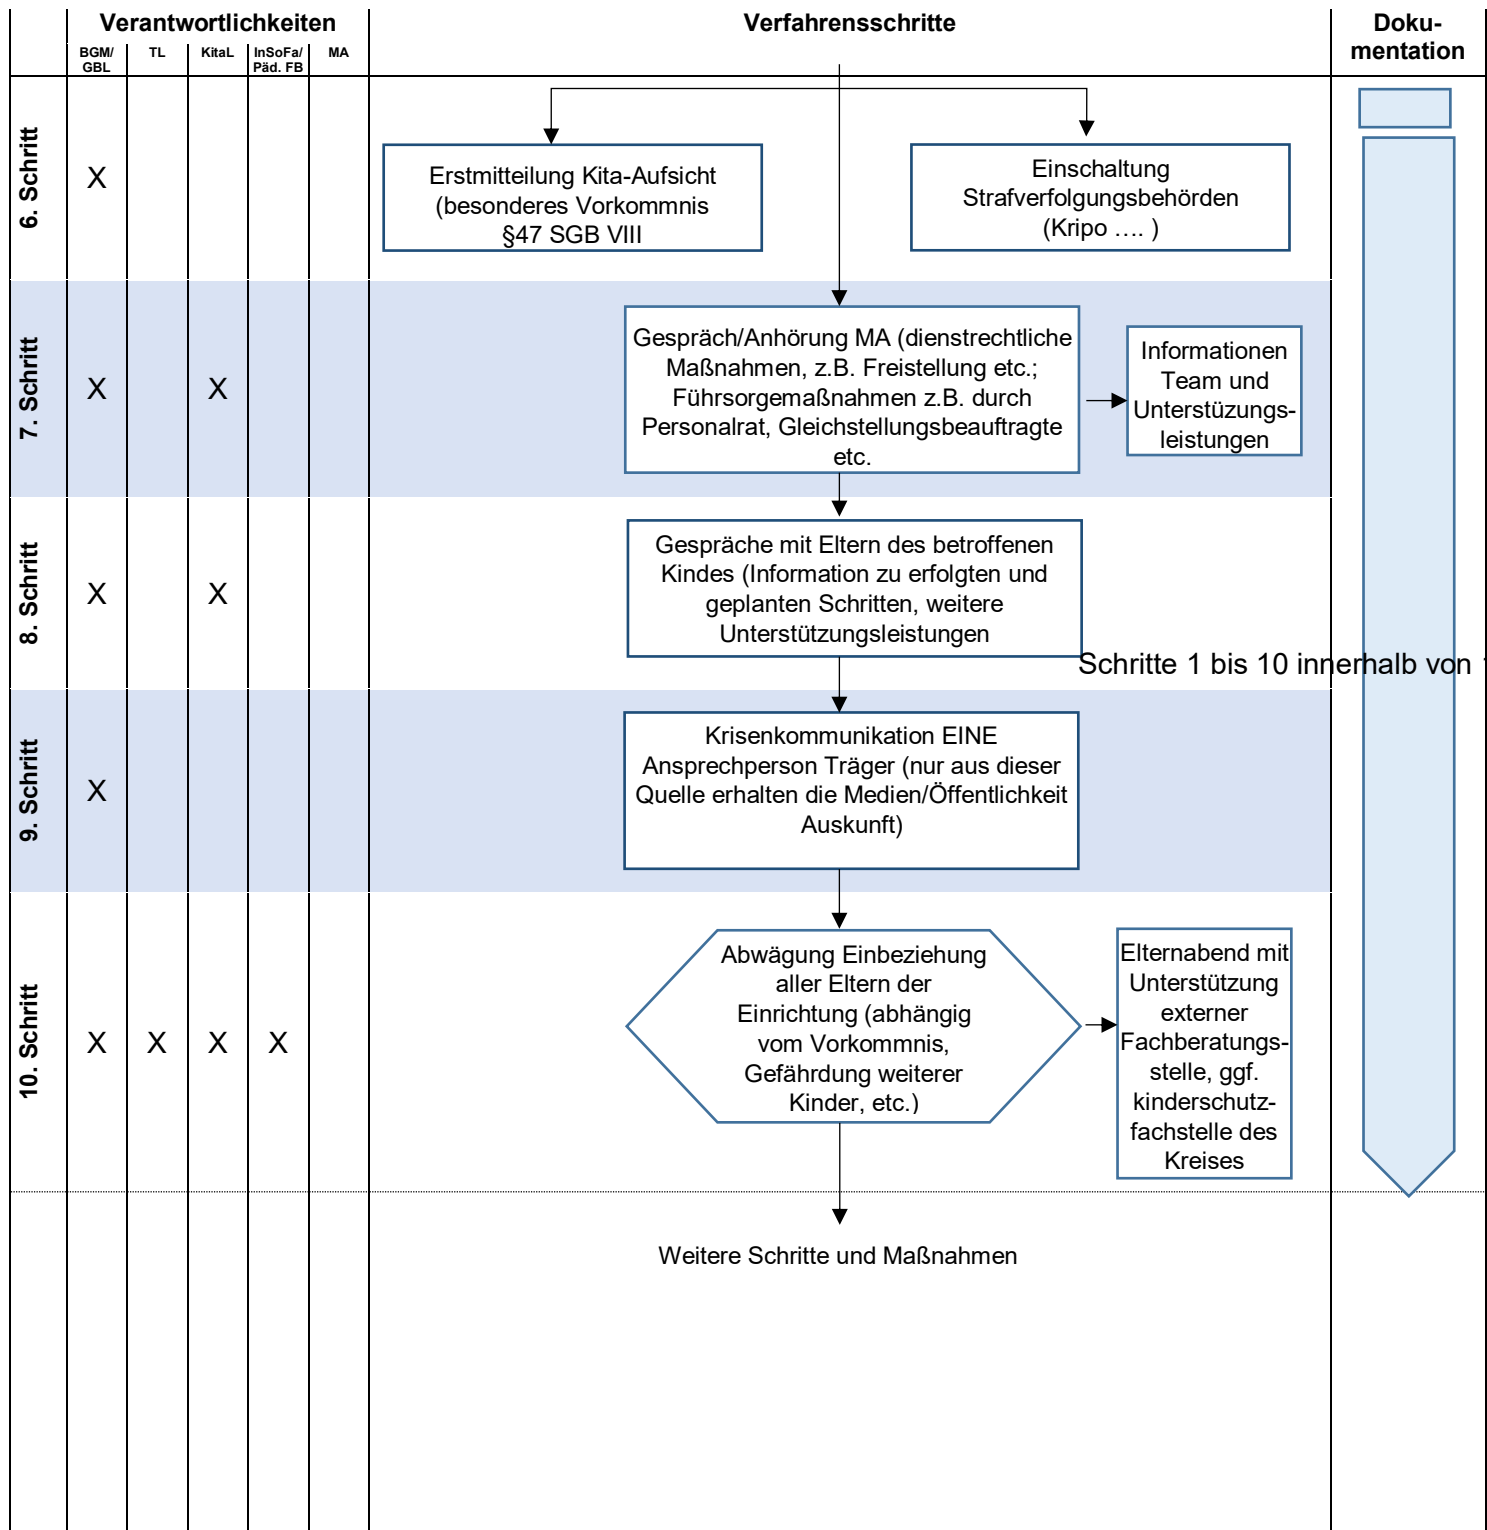 Verantwortlichkeiten
Verfahrensschritte
Doku-
mentation
BGM/
GBL
TL
KitaL
InSoFa/
Päd. FB
MA
6. Schritt
X
Erstmitteilung Kita-Aufsicht
(besonderes Vorkommnis
§47 SGB VIII
Einschaltung
Strafverfolgungsbehörden
(Kripo .... )
7. Schritt
X
X
Gespräch/Anhörung MA (dienstrechtliche
Maßnahmen, z.B. Freistellung etc.;
Führsorgemaßnahmen z.B. durch
Personalrat, Gleichstellungsbeauftragte
etc.
Informationen
Team und
Unterstüzungs-
leistungen
8. Schritt
X
X
Gespräche mit Eltern des betroffenen
Kindes (Information zu erfolgten und
geplanten Schritten, weitere
Unterstützungsleistungen
Schritte 1 bis 10 innerhalb von
9. Schritt
X
Krisenkommunikation EINE
Ansprechperson Träger (nur aus dieser
Quelle erhalten die Medien/Öffentlichkeit
Auskunft)
10. Schritt
X
X
X
X
Abwägung Einbeziehung
aller Eltern der
Einrichtung (abhängig
vom Vorkommnis,
Gefährdung weiterer
Kinder, etc.)
Elternabend mit
Unterstützung
externer
Fachberatungs-
stelle, ggf.
kinderschutz-
fachstelle des
Kreises
Weitere Schritte und Maßnahmen